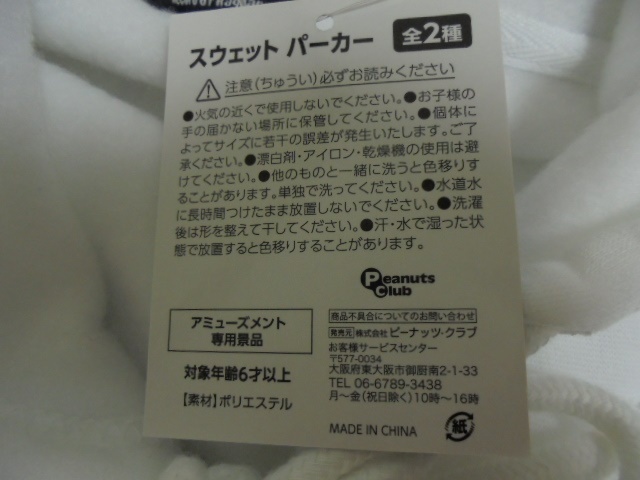 スウェット パーカー 全2種
注意(ちゅうい)必ずお読みください
●火気の近くで使用しないでください。●お子様の
手の届かない場所に保管してください。●個体に
よってサイズに若干の誤差が発生いたします。ご了
承ください。●漂白剤・アイロン・乾燥機の使用は避
けてください。●他のものと一緒に洗うと色移りす
ることがあります。単独で洗ってください。●水道水
に長時間つけたまま放置しないでください。●洗濯
後は形を整えて干してください。●汗・水で湿った状
態で放置すると色移りすることがあります。
Peanuts
Club
アミューズメント
専用景品
対象年齢6才以上
【素材】ポリエステル
商品不具合についてのお問い合わせ
発売元 株式会社 ピーナッツ・クラブ
お客様サービスセンター
〒577-0034
大阪府東大阪市御厨南2-1-33
TEL 06-6789-3438
月~金(祝日除く)10時~16時
MADE IN CHINA
紙